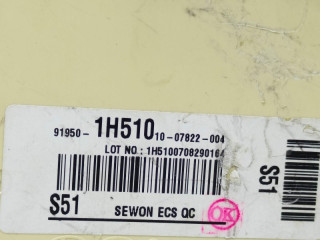 91950- 1H510 10-07822-004
LOT NO : 1H5100708290164
S51 SEWON ECS QC OK
S51